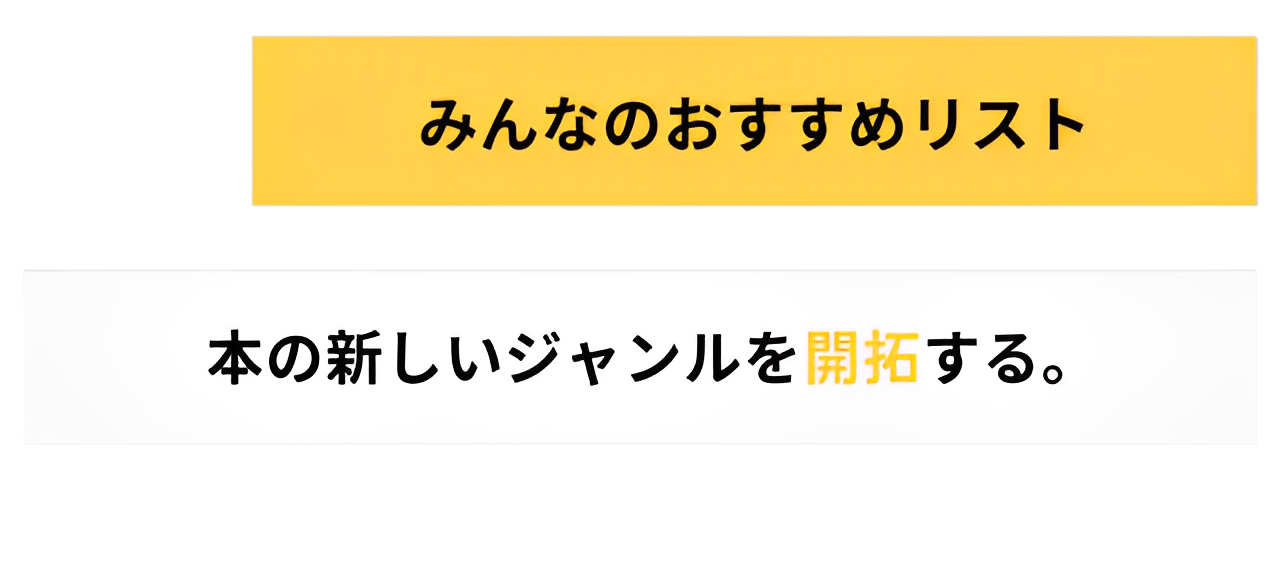 みんなのおすすめリスト
本の新しいジャンルを開拓する。